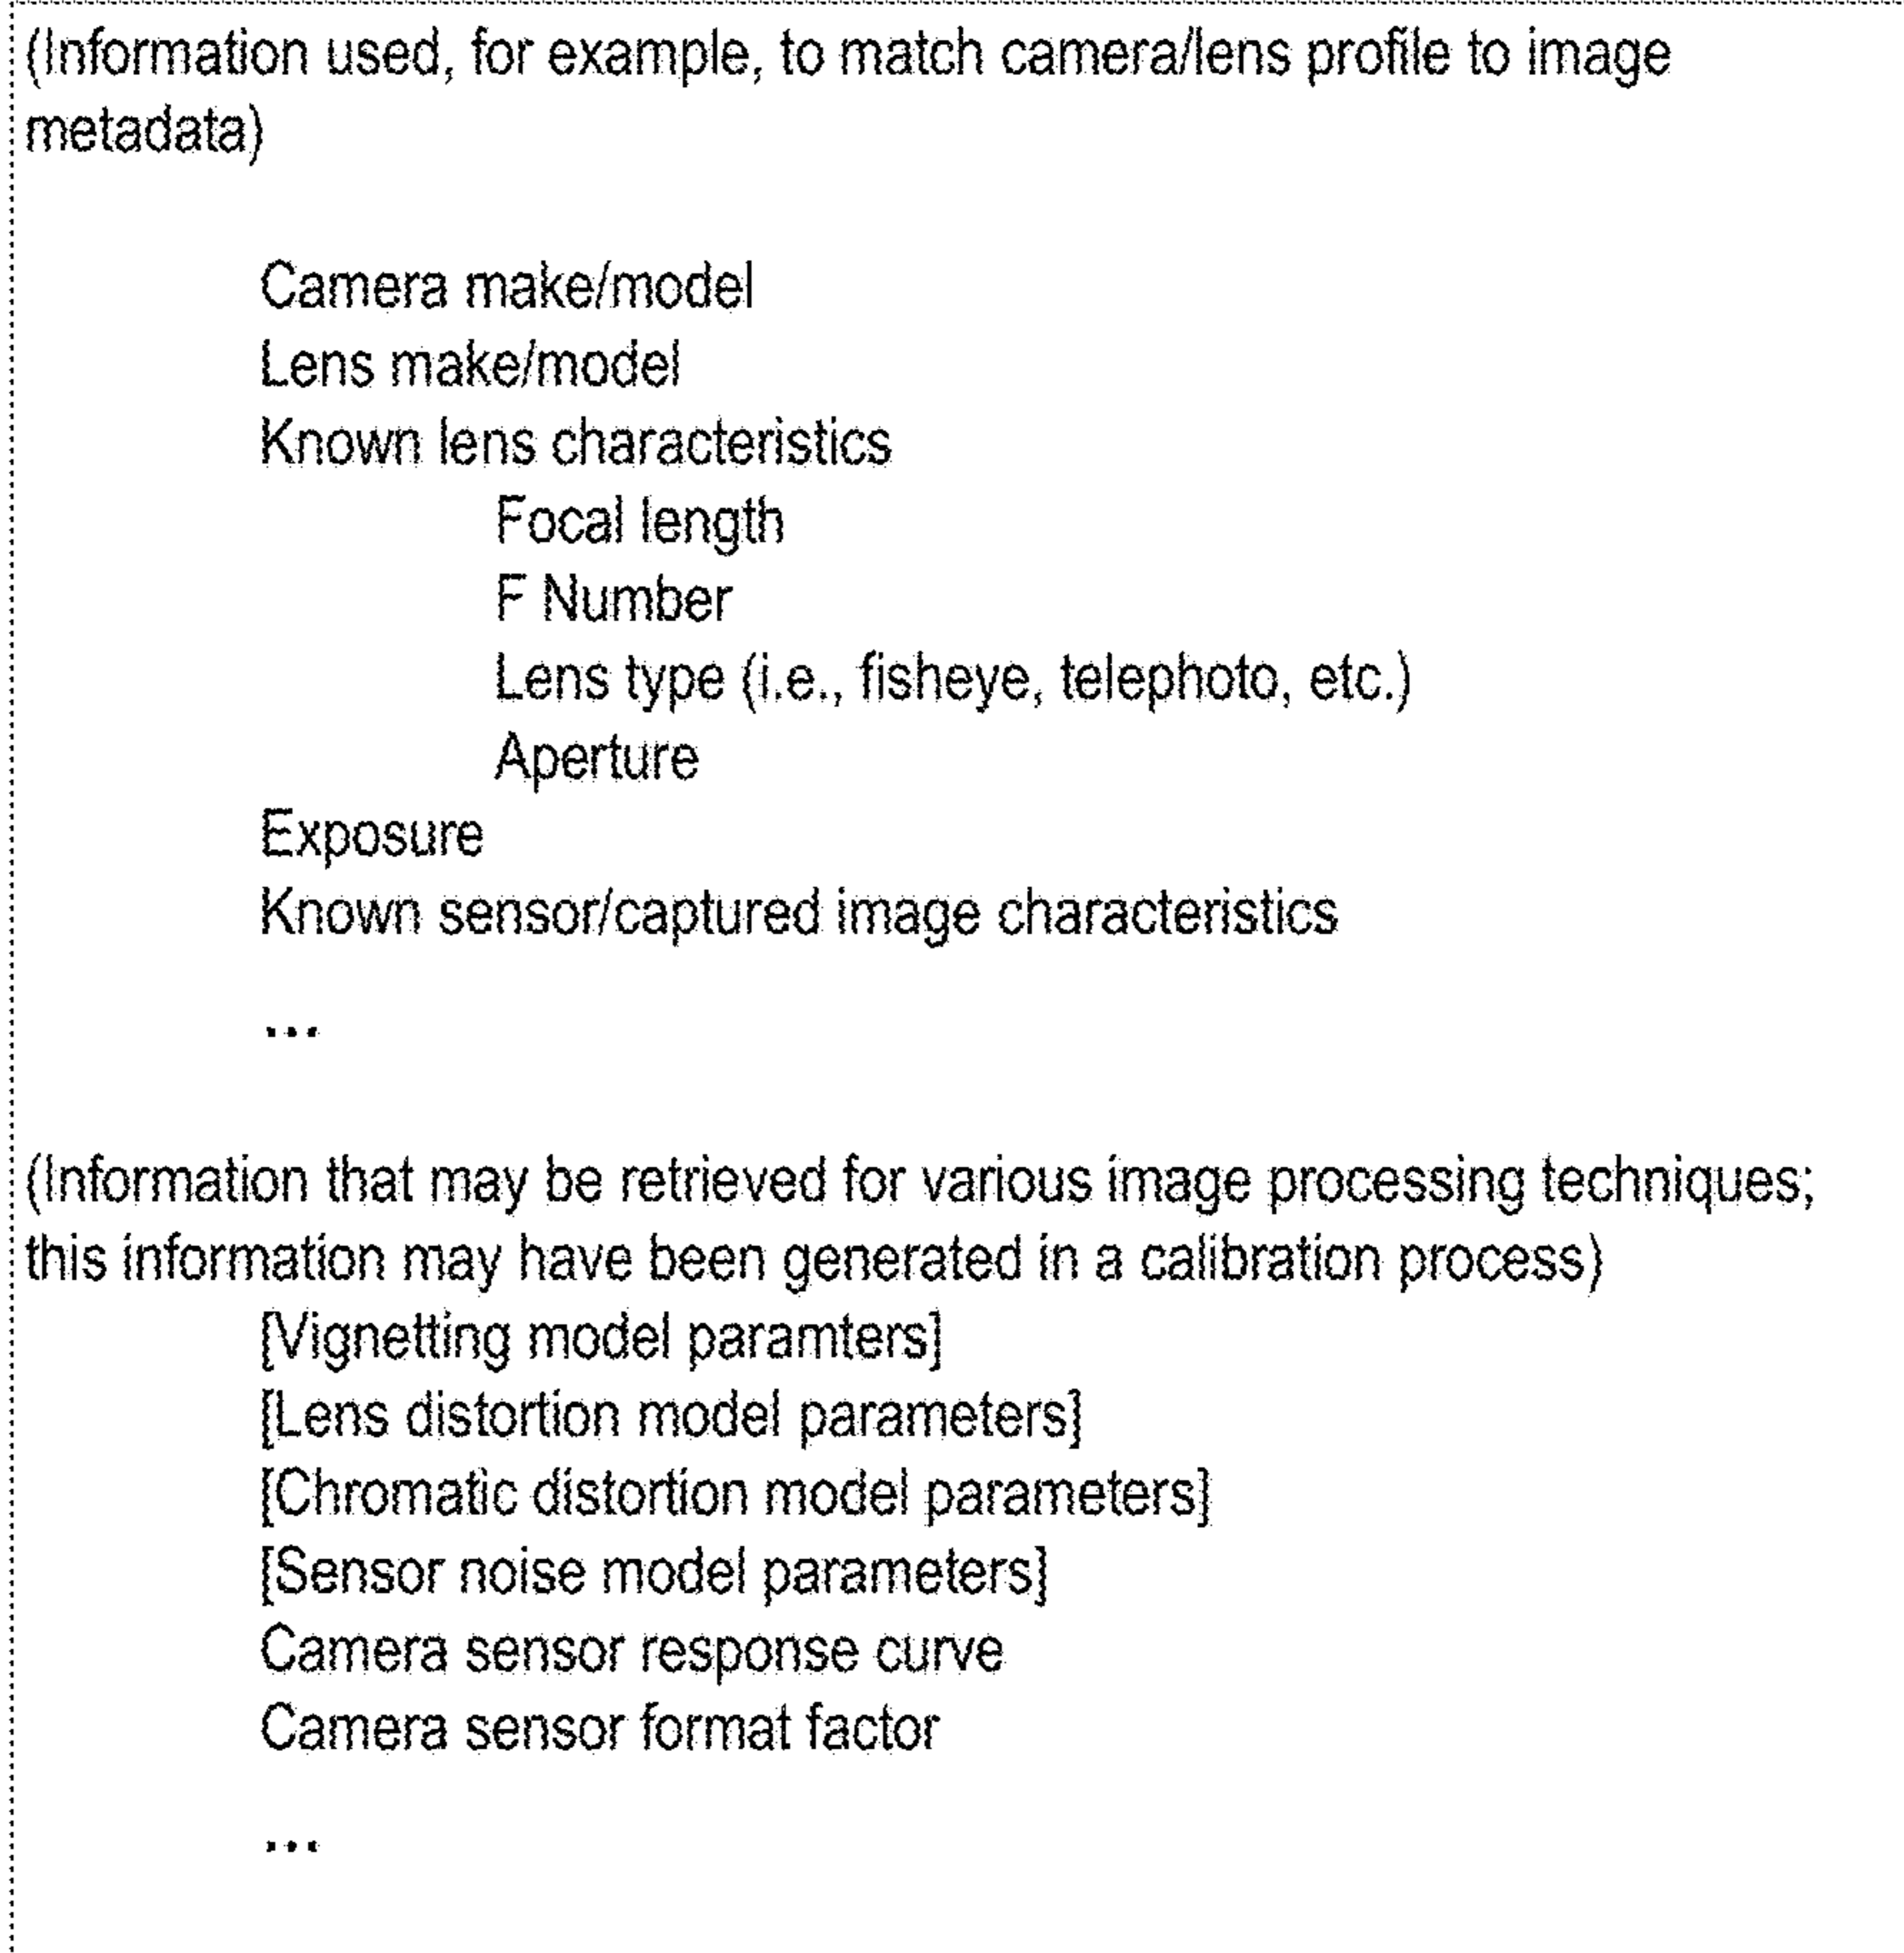 (Information used, for example, to match camera/lens profile to image
metadata)
Camera make/model
Lens make/model
Known lens characteristics
Focal length
F Number
Lens type (i.e., fisheye, telephoto, etc.)
Aperture
Exposure
Known sensor/captured image characteristics
...
(Information that may be retrieved for various image processing techniques;
this information may have been generated in a calibration process)
[Vignetting model paramters]
[Lens distortion model parameters]
[Chromatic distortion model parameters]
[Sensor noise model parameters]
Camera sensor response curve
Camera sensor format factor
...